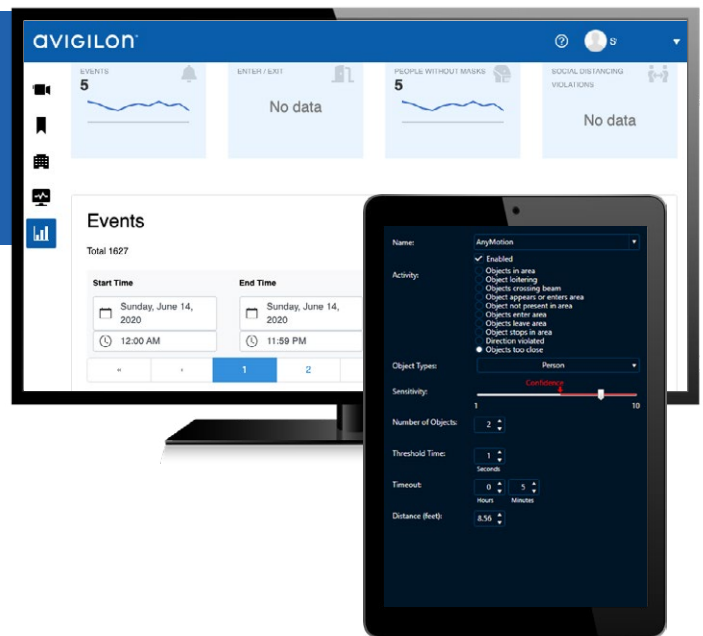 avigilon
S
EVENTS
5
ENTER / EXIT
No data
PEOPLE WITHOUT MASKS
5
SOCIAL DISTANCING
VIOLATIONS
No data
Events
Total 1627
Start Time
End Time
Sunday, June 14,
2020
Sunday, June 14,
2020
12:00 AM
11:59 PM
«
‹
1
2
Name:
AnyMotion
Enabled
Activity:
Objects in area
Object loitering
Objects crossing beam
Object appears or enters area
Object not present in area
Objects enter area
Objects leave area
Object stops in area
Direction violated
Objects too close
Object Types:
Person
Confidence
Sensitivity:
1
10
Number of Objects:
2
Threshold Time:
1
Seconds
Timeout:
0
5
Hours
Minutes
Distance (feet):
8.56